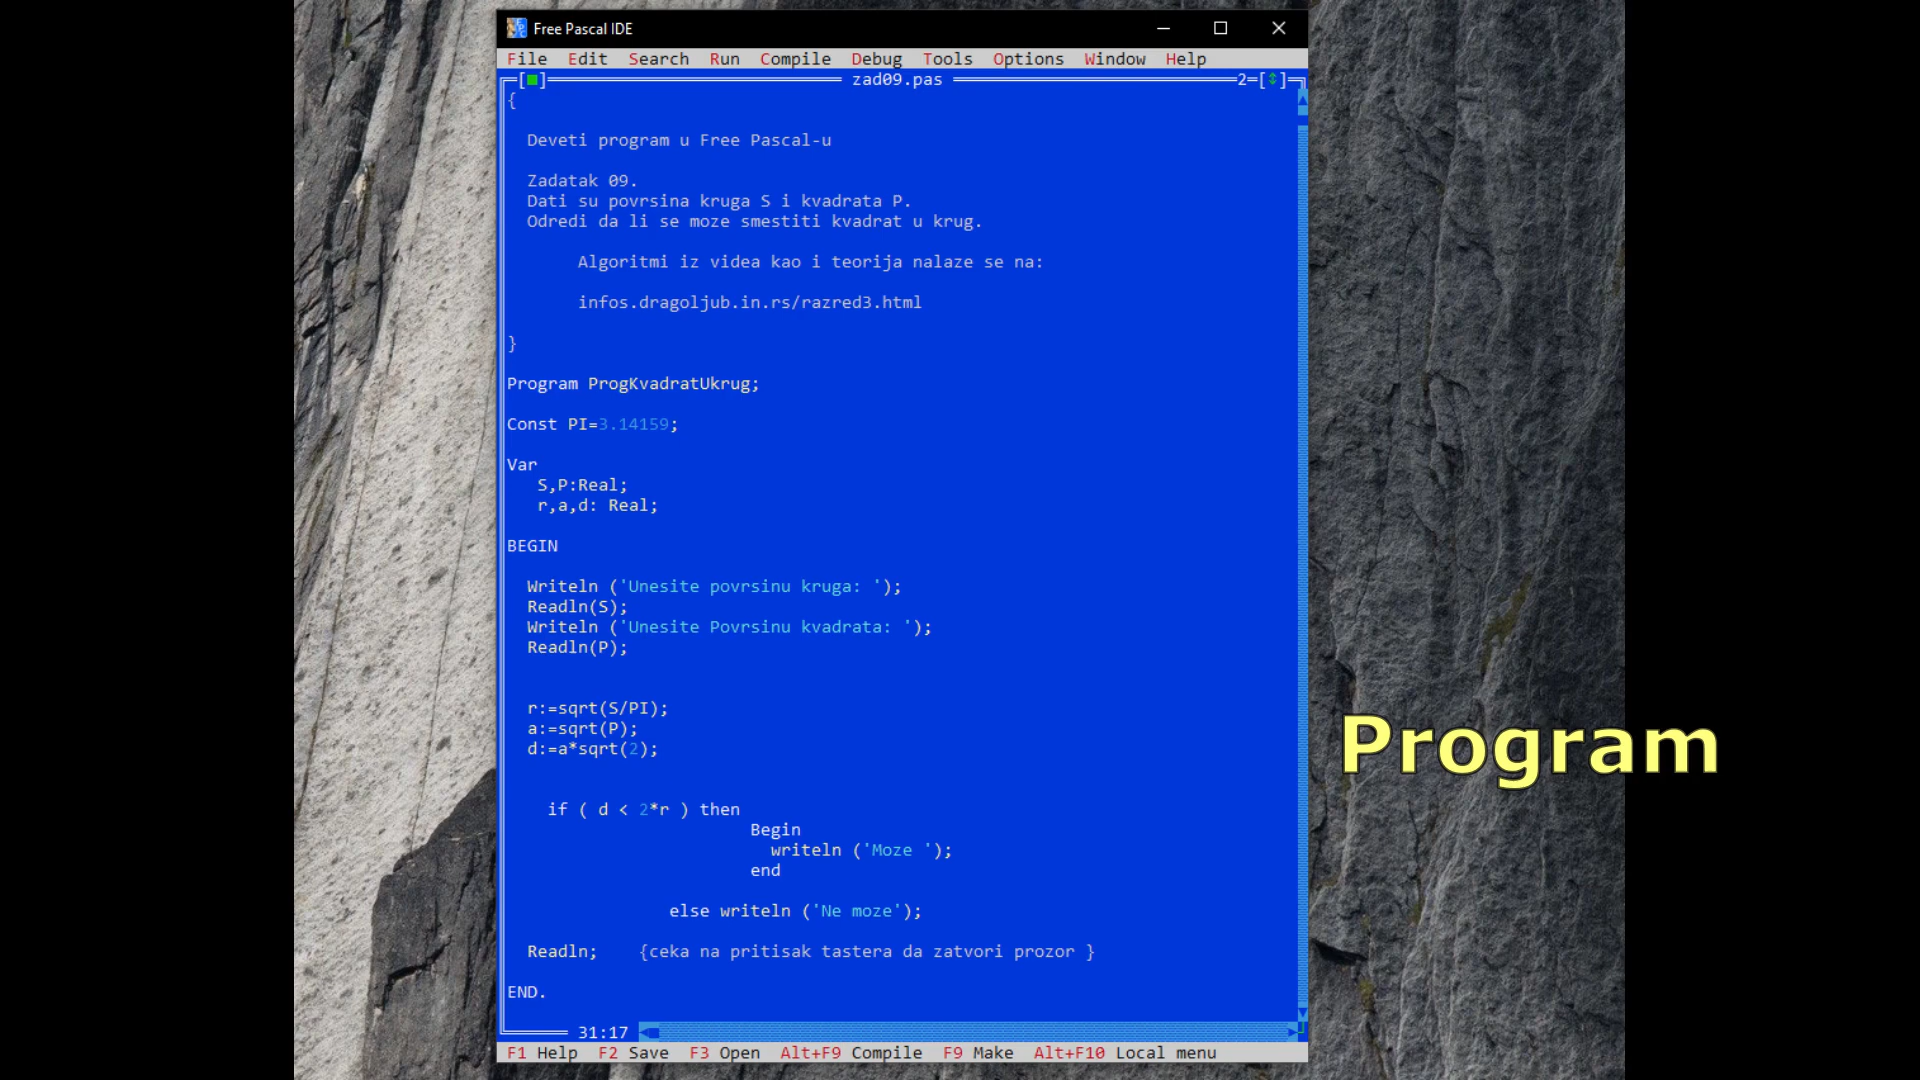 Free Pascal IDE
File Edit Search Run Compile Debug Tools Options Window Help
[■] zad09.pas 2=[↕]
{
Deveti program u Free Pascal-u
Zadatak 09.
Dati su povrsina kruga S i kvadrata P.
Odredi da li se moze smestiti kvadrat u krug.
Algoritmi iz videa kao i teorija nalaze se na:
infos.dragoljub.in.rs/razred3.html
}
Program ProgKvadratUkrug;
Const PI=3.14159;
Var
S,P:Real;
r,a,d: Real;
BEGIN
Writeln ('Unesite povrsinu kruga: ');
Readln(S);
Writeln ('Unesite Povrsinu kvadrata: ');
Readln(P);
r:=sqrt(S/PI);
a:=sqrt(P);
d:=a*sqrt(2);
if ( d < 2*r ) then
Begin
writeln ('Moze ');
end
else writeln ('Ne moze');
Readln; {ceka na pritisak tastera da zatvori prozor }
END.
31:17
F1 Help F2 Save F3 Open Alt+F9 Compile F9 Make Alt+F10 Local menu
Program